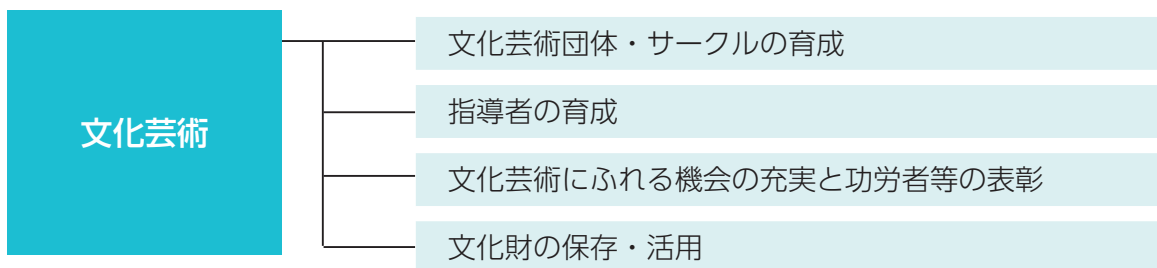 文化芸術
文化芸術団体・サークルの育成
指導者の育成
文化芸術にふれる機会の充実と功労者等の表彰
文化財の保存・活用